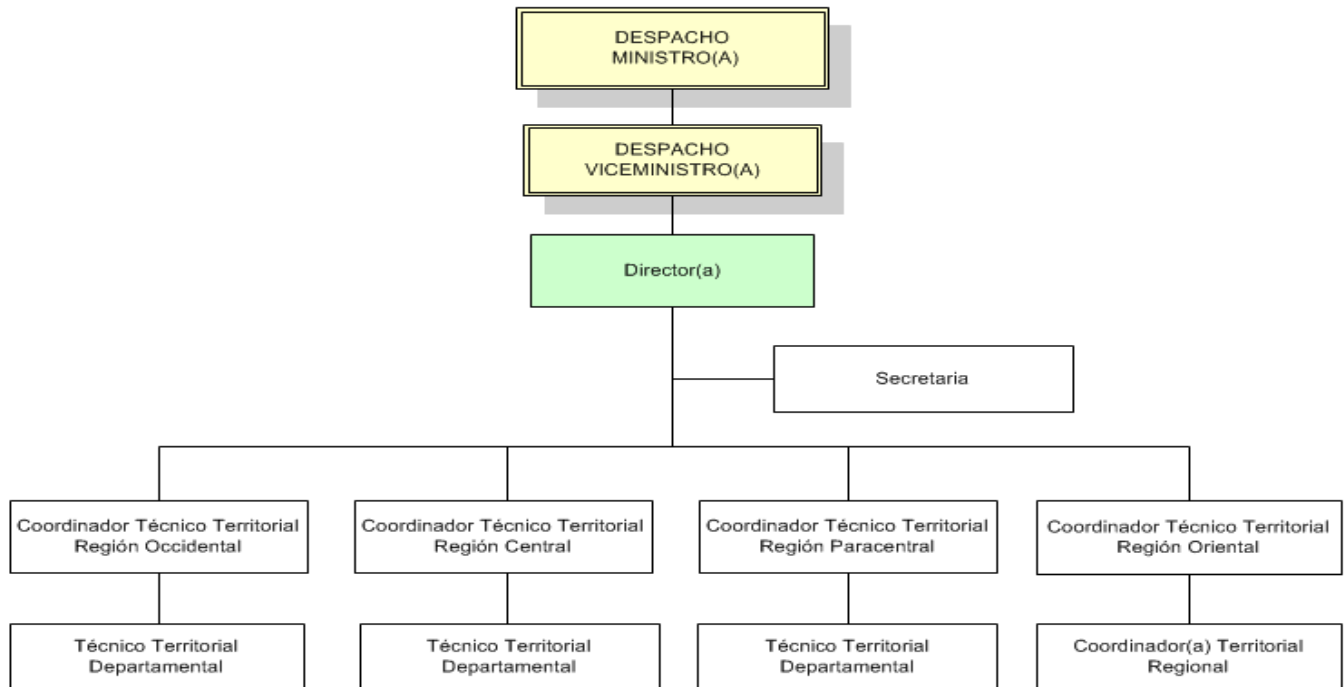 DESPACHO
MINISTRO(A)
DESPACHO
VICEMINISTRO(A)
Director(a)
Secretaria
Coordinador Técnico Territorial
Región Occidental
Coordinador Técnico Territorial
Región Central
Coordinador Técnico Territorial
Región Paracentral
Coordinador Técnico Territorial
Región Oriental
Técnico Territorial
Departamental
Técnico Territorial
Departamental
Técnico Territorial
Departamental
Coordinador(a) Territorial
Regional